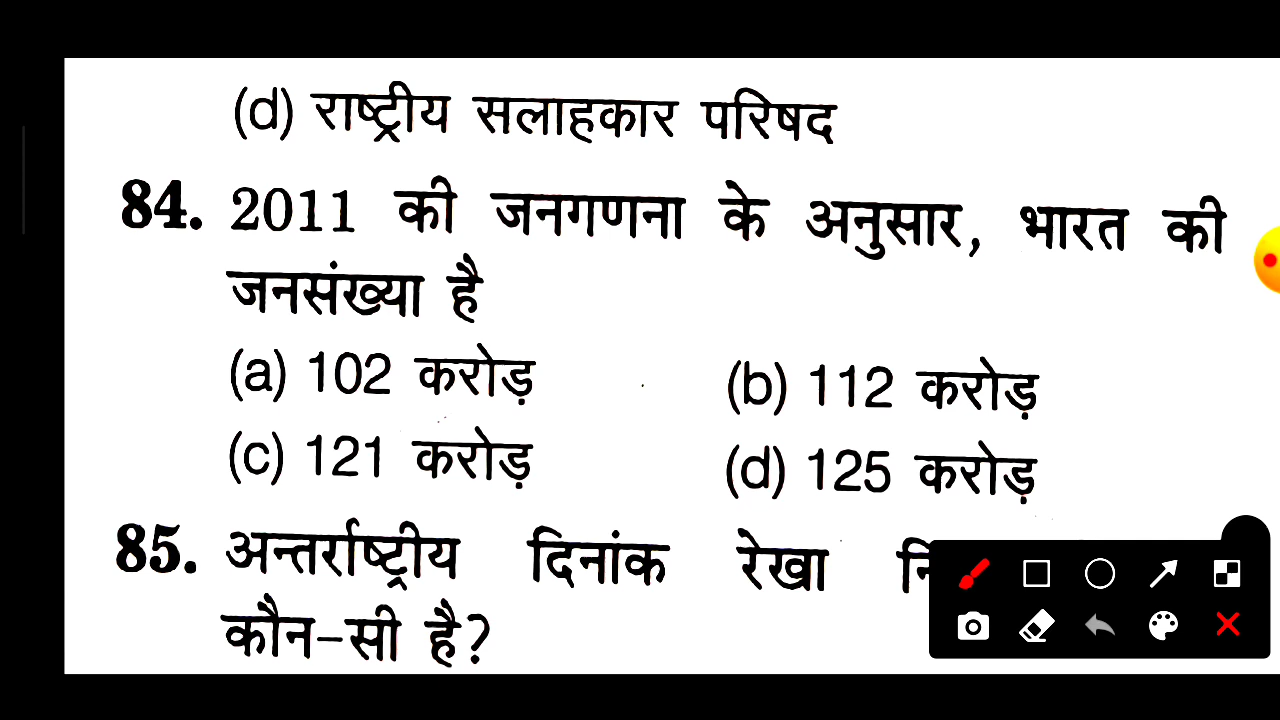 (d) राष्ट्रीय सलाहकार परिषद
84. 2011 की जनगणना के अनुसार, भारत की
जनसंख्या है
(a) 102 करोड़ (b) 112 करोड़
(c) 121 करोड़ (d) 125 करोड़
85. अन्तर्राष्ट्रीय दिनांक रेखा
कौन-सी है?